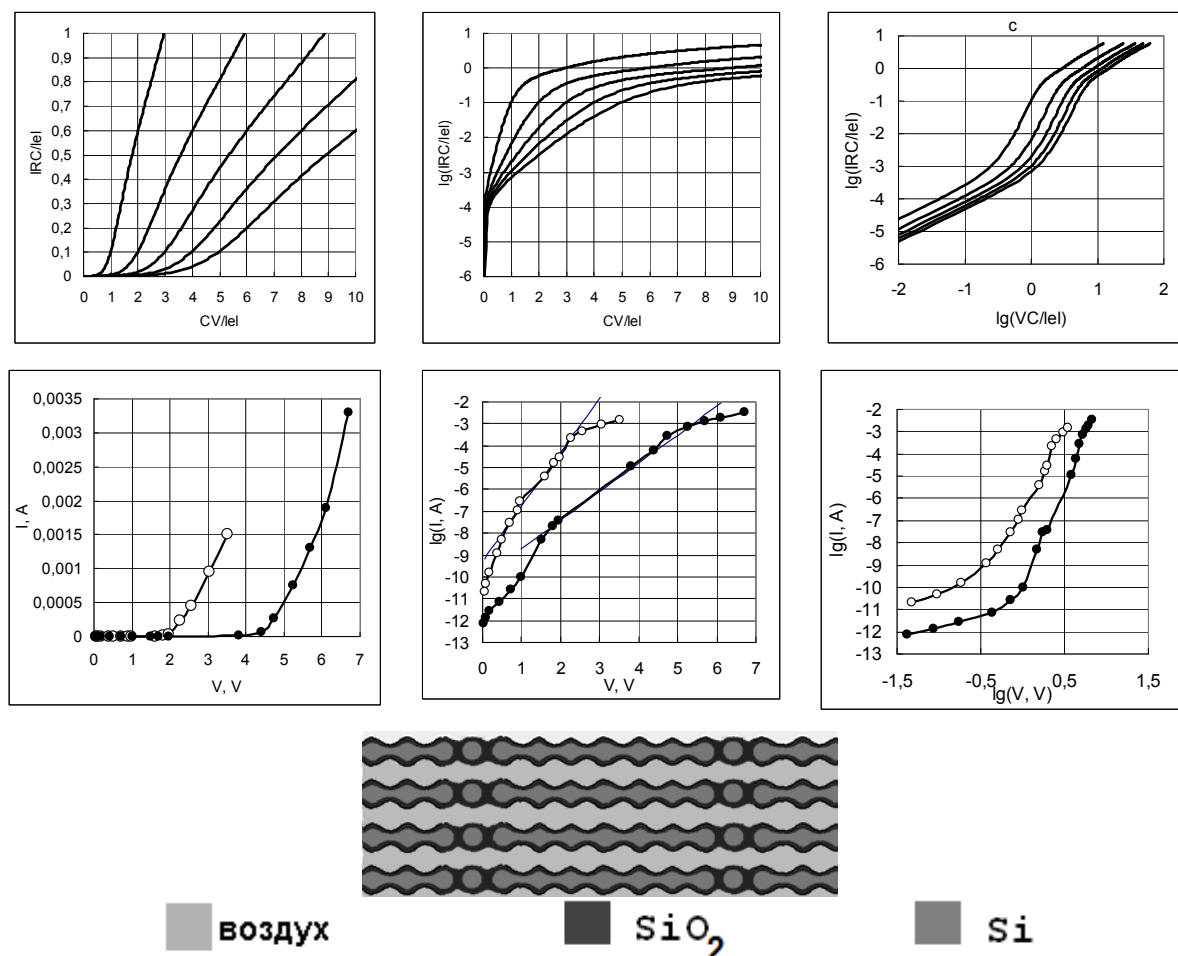 IRC/lel
1
0,9
0,8
0,7
0,6
0,5
0,4
0,3
0,2
0,1
0
0 1 2 3 4 5 6 7 8 9 10
CV/lel
lg(IRC/lel)
1
0
-1
-2
-3
-4
-5
-6
0 1 2 3 4 5 6 7 8 9 10
CV/lel
c
lg(IRC/lel)
1
0
-1
-2
-3
-4
-5
-6
-2 -1 0 1 2
lg(VC/lel)
I, A
0,0035
0,003
0,0025
0,002
0,0015
0,001
0,0005
0
0 1 2 3 4 5 6 7
V, V
lg(I, A)
-2
-3
-4
-5
-6
-7
-8
-9
-10
-11
-12
-13
0 1 2 3 4 5 6 7
V, V
lg(I, A)
-2
-3
-4
-5
-6
-7
-8
-9
-10
-11
-12
-13
-1,5 -0,5 0,5 1,5
lg(V, V)
воздух SiO2 Si